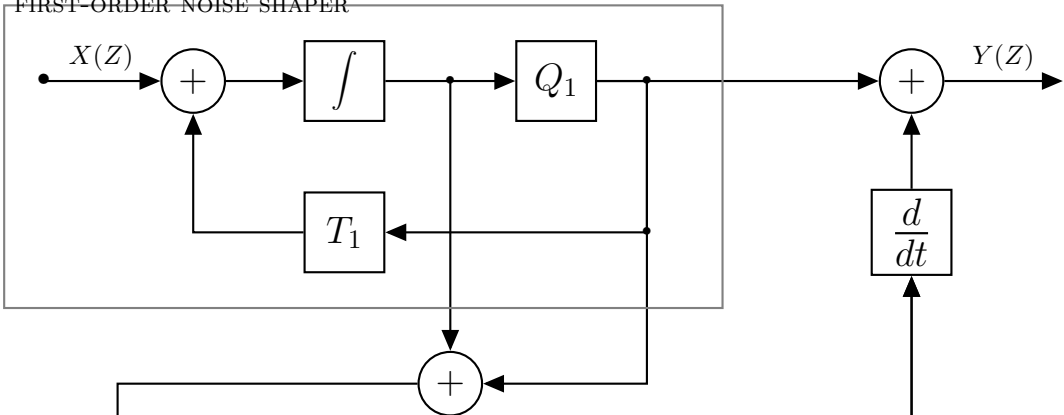 FIRST-ORDER NOISE SHAPER
X(Z)
+
∫
Q₁
+
Y(Z)
T₁
d
dt
+